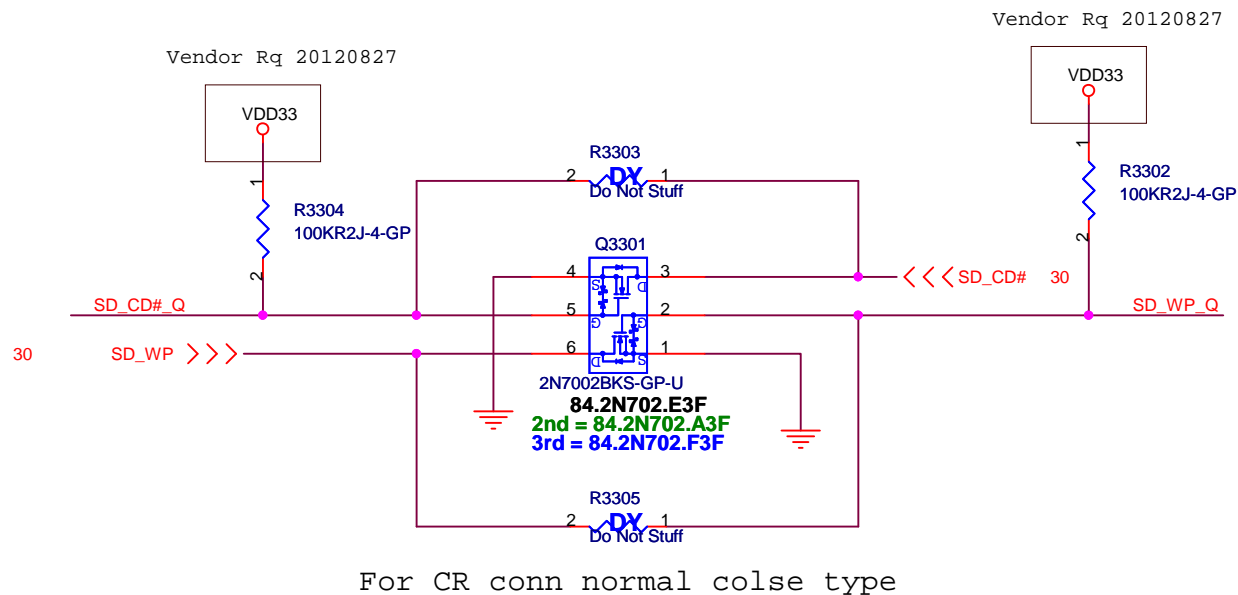 Vendor Rq 20120827
Vendor Rq 20120827
VDD33
VDD33
1
R3304
100KR2J-4-GP
2
R3303
2
DY
1
Do Not Stuff
1
R3302
100KR2J-4-GP
2
Q3301
4
S
D
3
SD_CD#
30
SD_CD#_Q
5
G
G
2
SD_WP_Q
30
SD_WP
6
D
S
1
2N7002BKS-GP-U
84.2N702.E3F
2nd = 84.2N702.A3F
3rd = 84.2N702.F3F
R3305
2
DY
1
Do Not Stuff
For CR conn normal colse type